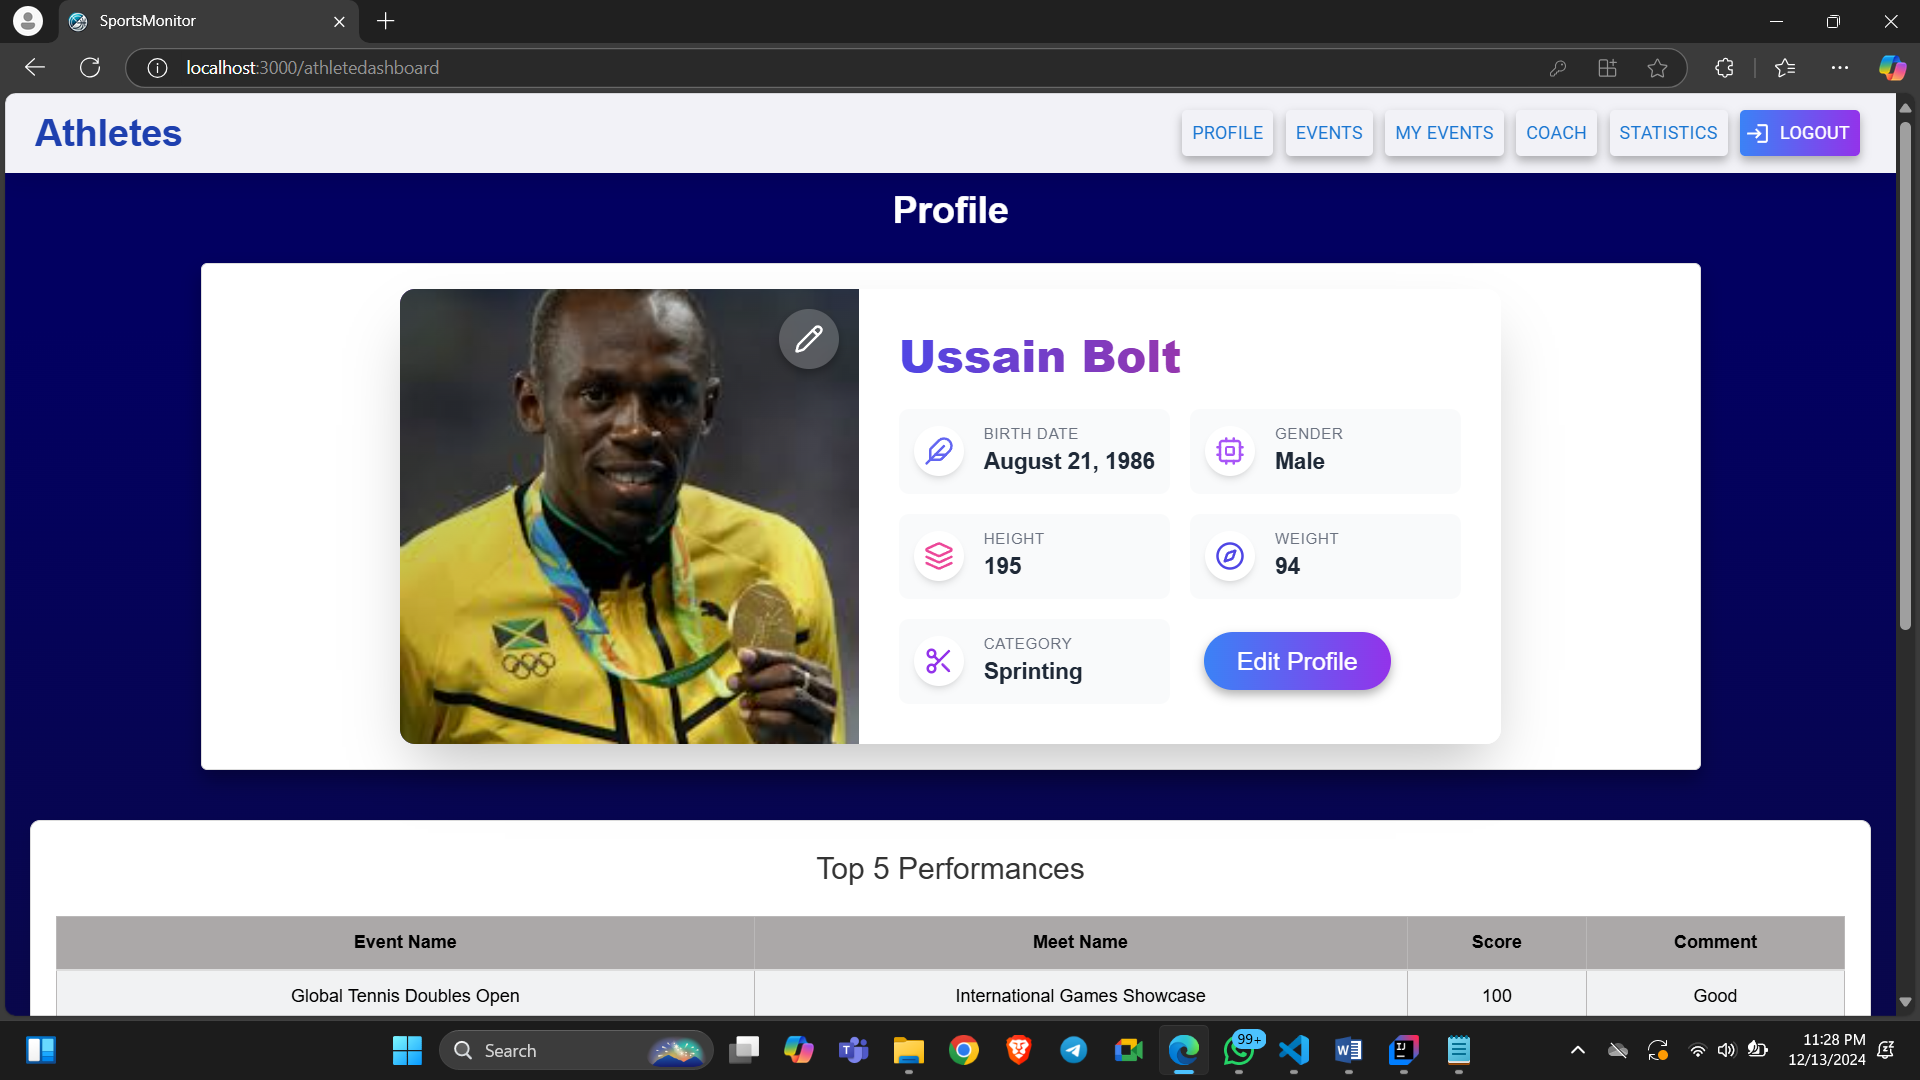 SportsMonitor
localhost:3000/athletedashboard
Athletes
PROFILE
EVENTS
MY EVENTS
COACH
STATISTICS
LOGOUT
Profile
Ussain Bolt
BIRTH DATE
August 21, 1986
GENDER
Male
HEIGHT
195
WEIGHT
94
CATEGORY
Sprinting
Edit Profile
Top 5 Performances
Event Name Meet Name Score Comment
Global Tennis Doubles Open International Games Showcase 100 Good
Search
99+
11:28 PM
12/13/2024